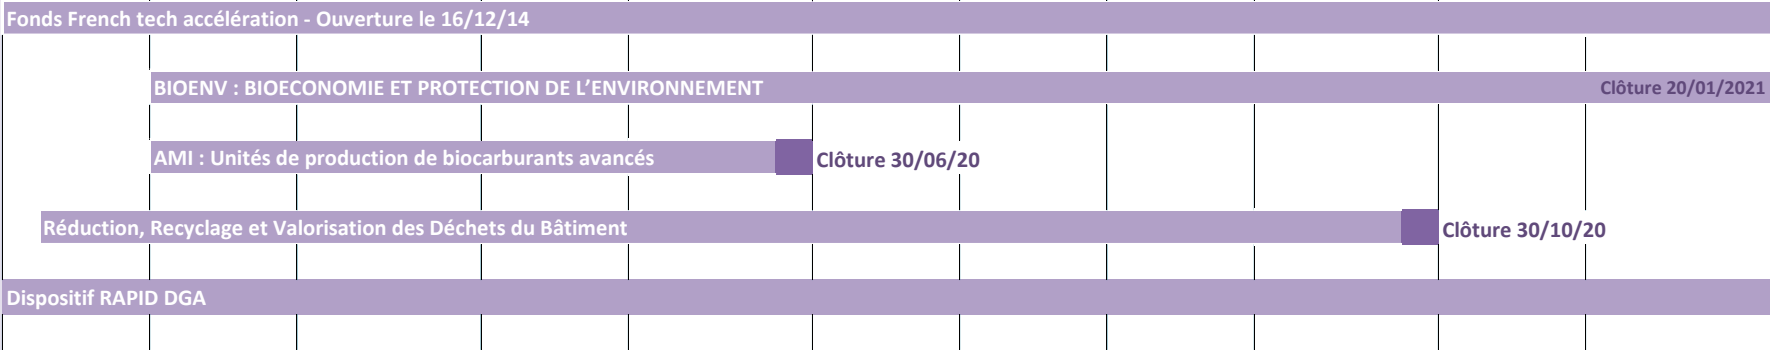 Fonds French tech accélération - Ouverture le 16/12/14
BIOENV : BIOECONOMIE ET PROTECTION DE L’ENVIRONNEMENT
Clôture 20/01/2021
AMI : Unités de production de biocarburants avancés
Clôture 30/06/20
Réduction, Recyclage et Valorisation des Déchets du Bâtiment
Clôture 30/10/20
Dispositif RAPID DGA